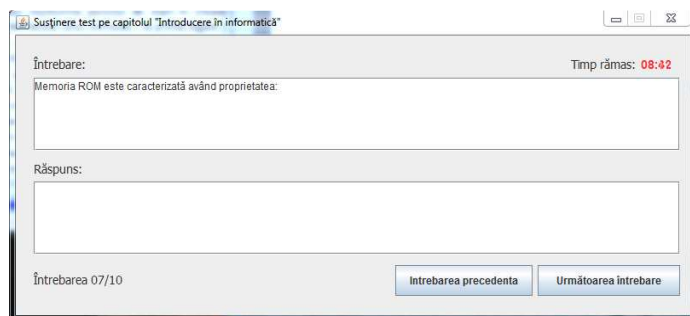 Susținere test pe capitolul "Introducere în informatică"
Întrebare:
Timp rămas: 08:42
Memoria ROM este caracterizată având proprietatea:
Răspuns:
Întrebarea 07/10
Intrebarea precedenta
Următoarea întrebare